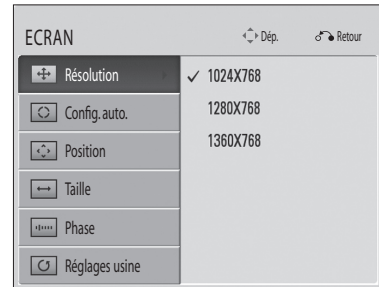 ECRAN Dép. Retour
Résolution
✓ 1024X768
Config. auto.
1280X768
Position
1360X768
Taille
Phase
Réglages usine